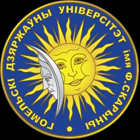 ГОМЕЛЬСКІ ДЗЯРЖАЎНЫ УНІВЕРСІТЭТ імя Ф.СКАРЫНЫ